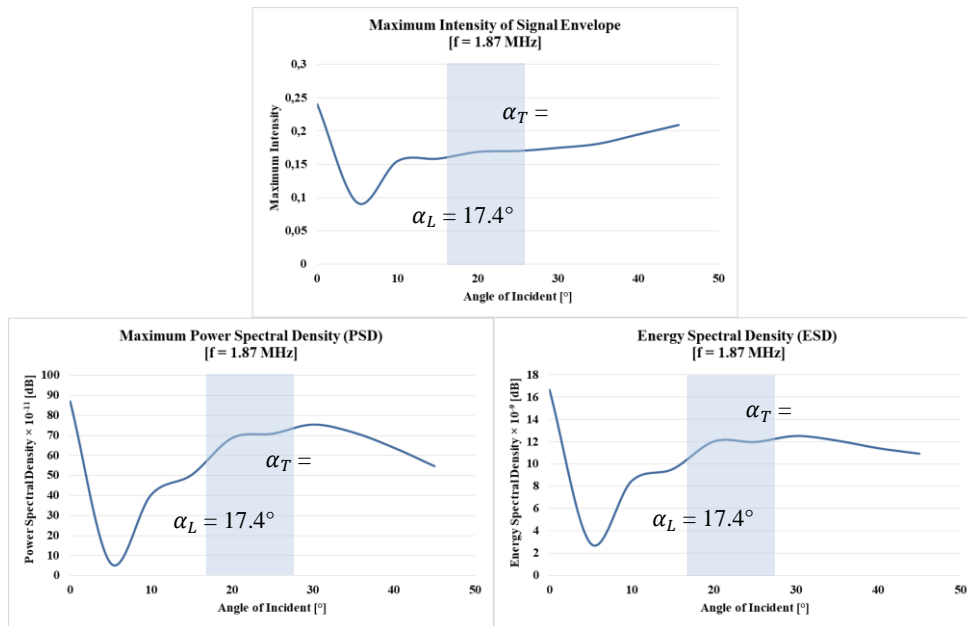 Maximum Intensity of Signal Envelope
[f = 1.87 MHz]
Maximum Intensity
0,3
0,25
0,2
0,15
0,1
0,05
0
α_T =
α_L = 17.4°
0 10 20 30 40 50
Angle of Incident [°]
Maximum Power Spectral Density (PSD)
[f = 1.87 MHz]
Power Spectral Density × 10⁻¹¹ [dB]
100
90
80
70
60
50
40
30
20
10
0
α_T =
α_L = 17.4°
0 10 20 30 40 50
Angle of Incident [°]
Energy Spectral Density (ESD)
[f = 1.87 MHz]
Energy Spectral Density × 10⁻⁹ [dB]
18
16
14
12
10
8
6
4
2
0
α_T =
α_L = 17.4°
0 10 20 30 40 50
Angle of Incident [°]